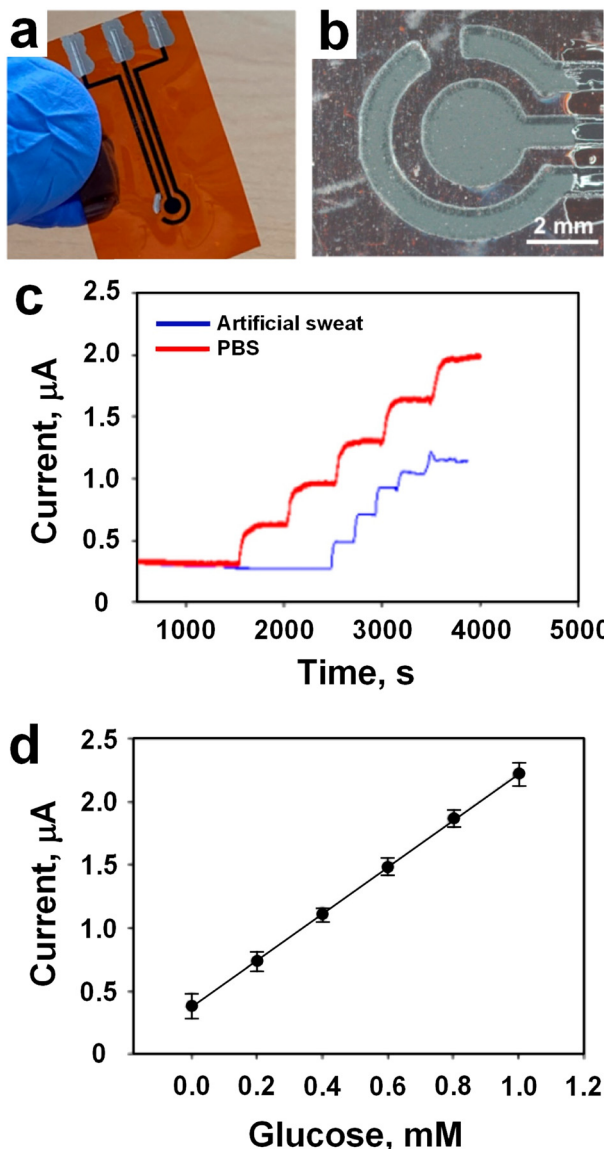 a
b
2 mm
c
2.5
2.0
1.5
1.0
0.5
0
Current, μA
Artificial sweat
PBS
1000 2000 3000 4000 5000
Time, s
d
2.5
2.0
1.5
1.0
0.5
0
Current, μA
0.0 0.2 0.4 0.6 0.8 1.0 1.2
Glucose, mM